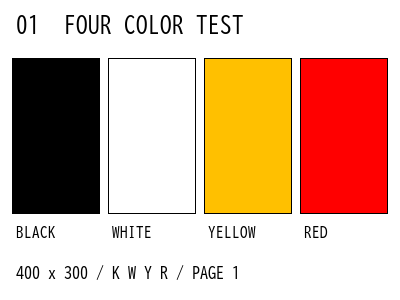 01  FOUR COLOR TEST
BLACK WHITE YELLOW RED
400 x 300 / K W Y R / PAGE 1